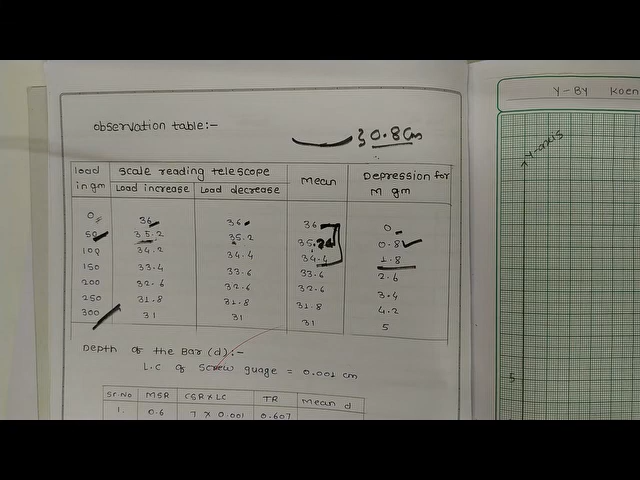 Y-BY Koen
Observation table:-
0.8 cm
Load in gm | Scale reading telescope | Mean | Depression for M gm
Load increase | Load decrease
0 | 36 | 36 | 36 | 0
50 | 35.2 | 35.2 | 35. | 0.8
100 | 34.2 | 34.4 | 34.4 | 1.8
150 | 33.4 | 33.6 | 33.6 | 2.6
200 | 32.6 | 32.6 | 32.6 | 3.4
250 | 31.8 | 31.8 | 31.8 | 4.2
300 | 31 | 31 | 31 | 5
Depth of the Bar (d):-
L.C of Screw guage = 0.001 cm
Sr.No | MSR | CSR X LC | TR | Mean d
1. | 0.6 | 7 X 0.001 | 0.607
Y-axis
5